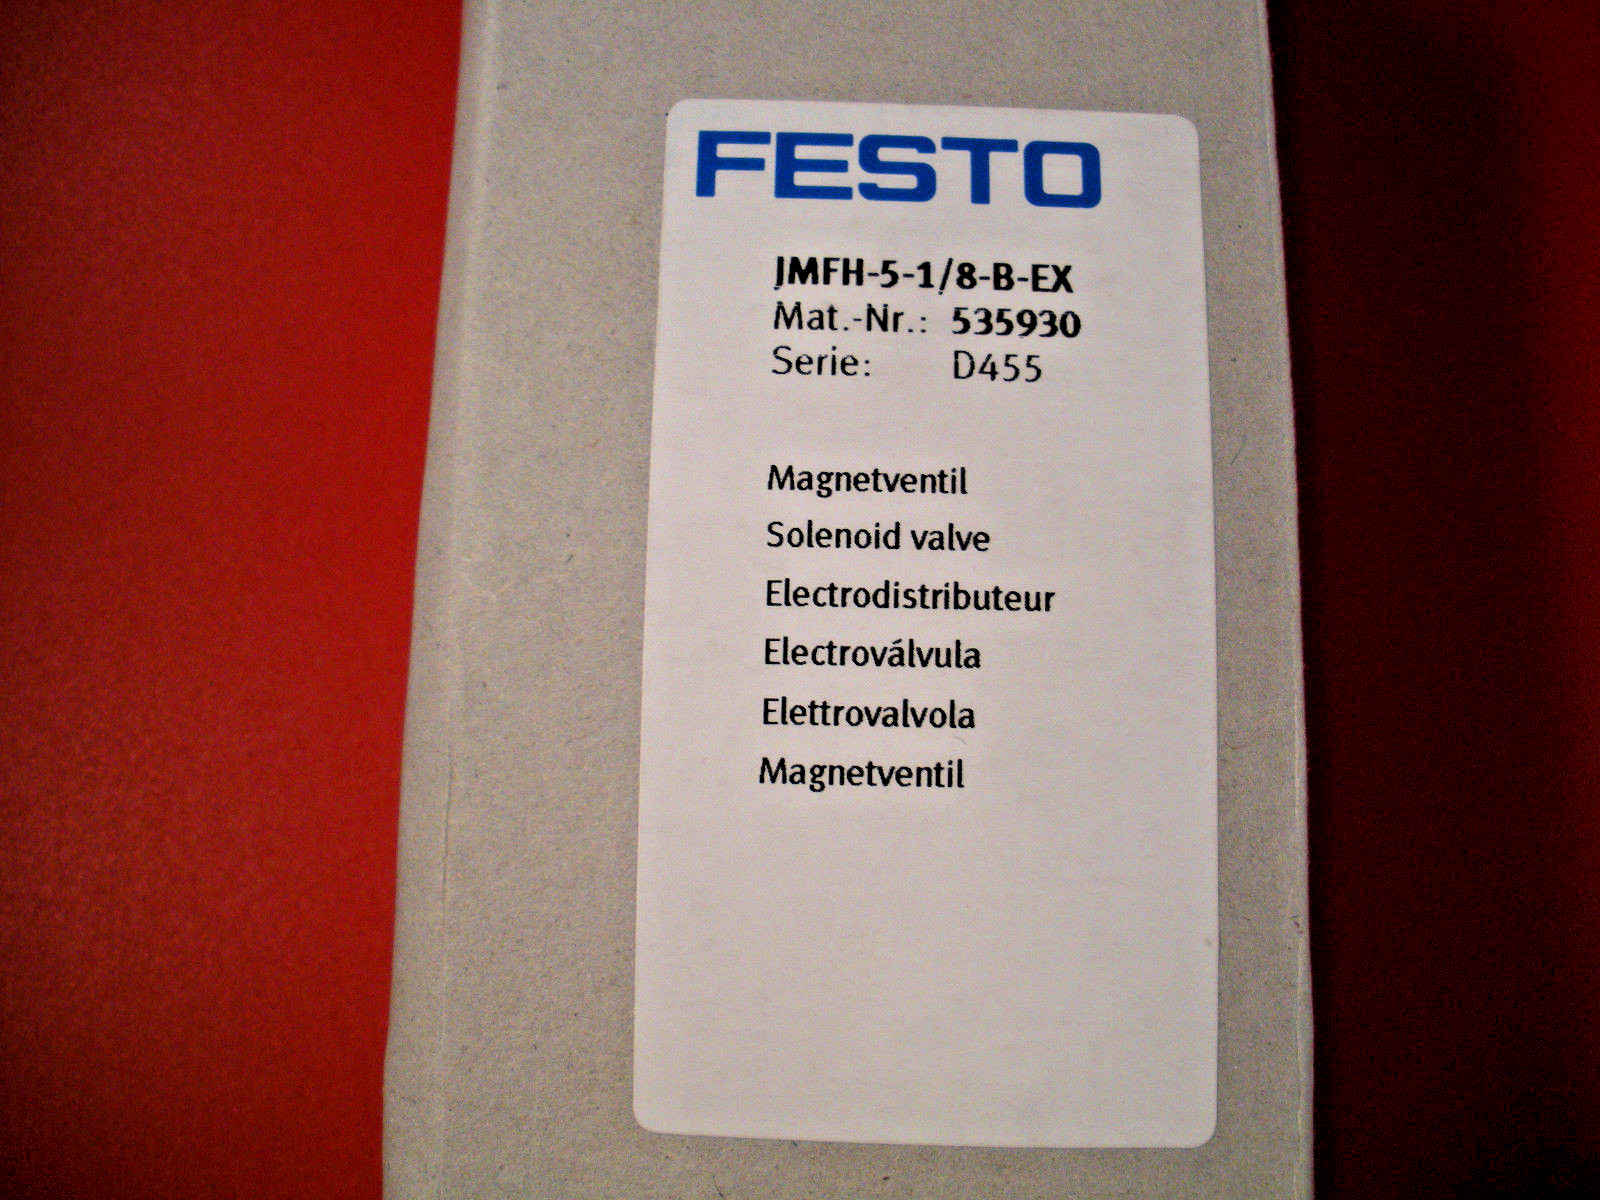 FESTO
JMFH-5-1/8-B-EX
Mat.-Nr.: 535930
Serie: D455
Magnetventil
Solenoid valve
Electrodistributeur
Electroválvula
Elettrovalvola
Magnetventil